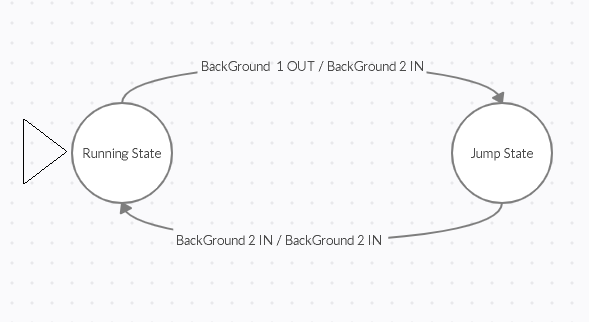 BackGround 1 OUT / BackGround 2 IN
Running State
Jump State
BackGround 2 IN / BackGround 2 IN